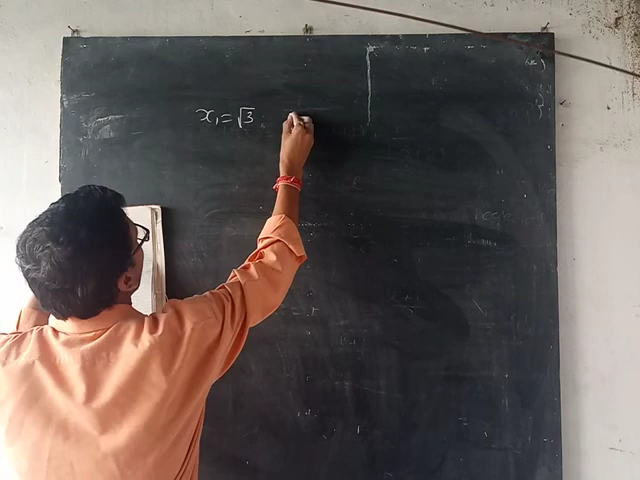 x₁ = √3